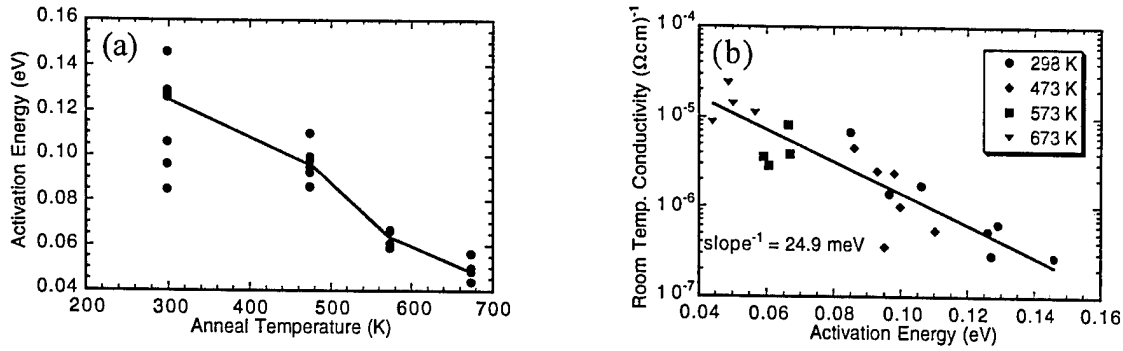 (a)
Activation Energy (eV)
0.16
0.14
0.12
0.10
0.08
0.06
0.04
200
300
400
500
600
700
Anneal Temperature (K)
(b)
Room Temp. Conductivity (Ωcm)⁻¹
10⁻⁴
10⁻⁵
10⁻⁶
10⁻⁷
298 K
473 K
573 K
673 K
slope⁻¹ = 24.9 meV
0.04
0.06
0.08
0.10
0.12
0.14
0.16
Activation Energy (eV)